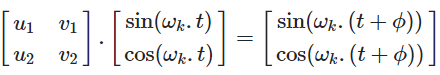 [u₁ v₁] . [sin(ωₖ.t)] = [sin(ωₖ.(t + ϕ))]
[u₂ v₂] [cos(ωₖ.t)] [cos(ωₖ.(t + ϕ))]